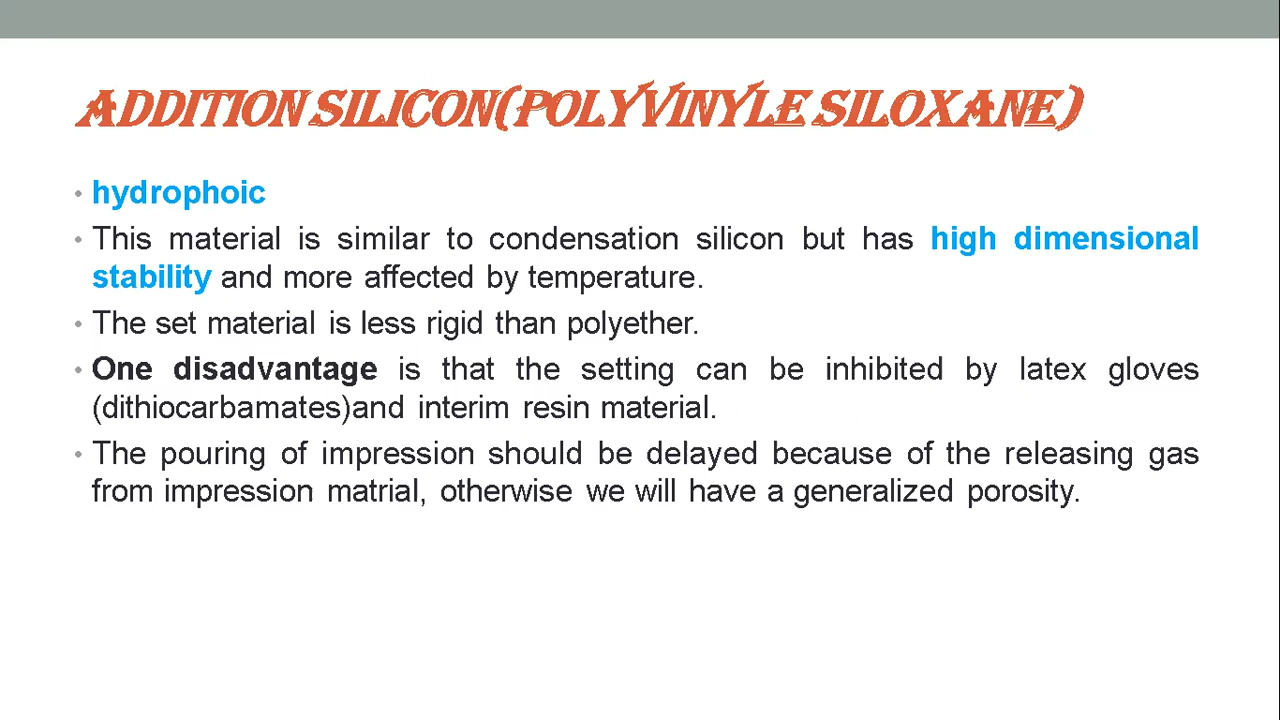 ADDITION SILICON(POLYVINYLE SILOXANE)
• hydrophoic
• This material is similar to condensation silicon but has high dimensional
stability and more affected by temperature.
• The set material is less rigid than polyether.
• One disadvantage is that the setting can be inhibited by latex gloves
(dithiocarbamates)and interim resin material.
• The pouring of impression should be delayed because of the releasing gas
from impression matrial, otherwise we will have a generalized porosity.